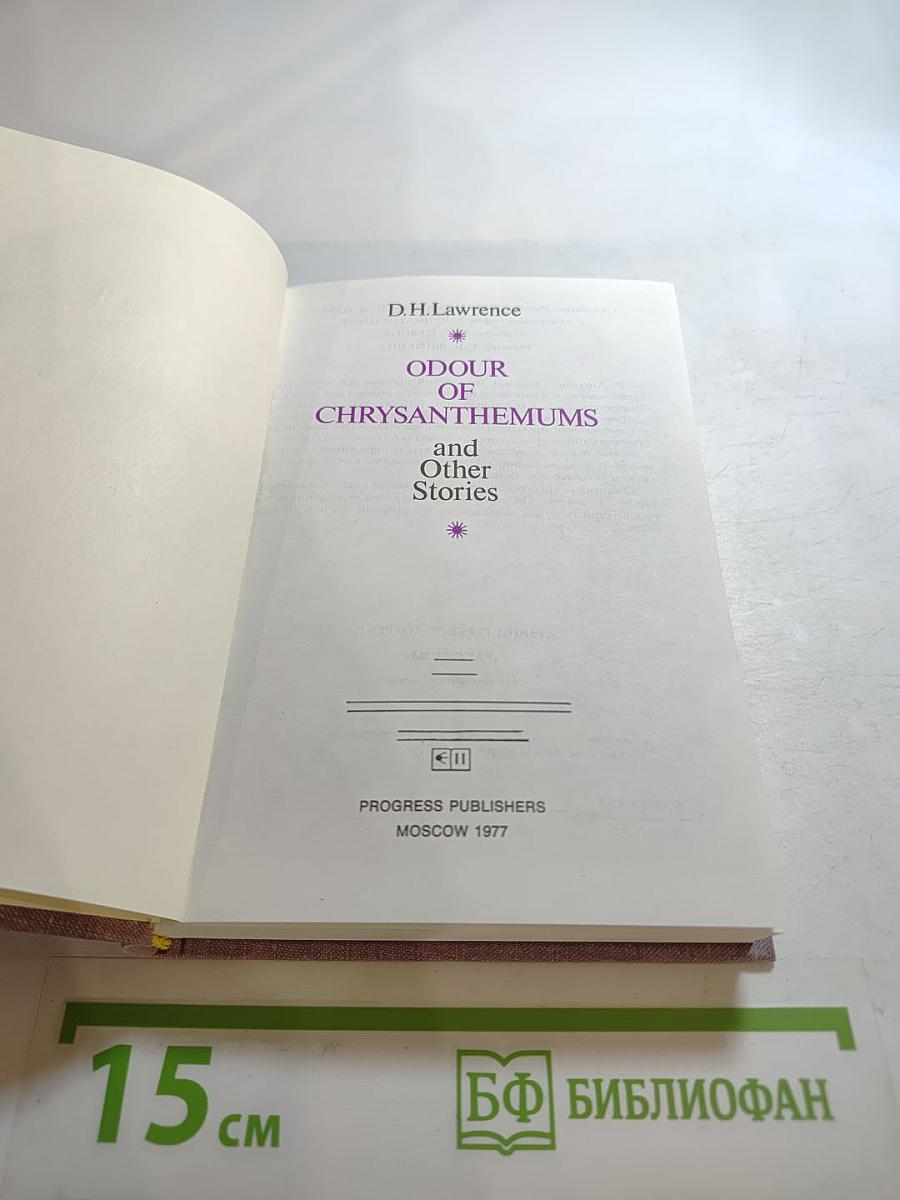 D.H.Lawrence
ODOUR
OF
CHRYSANTHEMUMS
and
Other
Stories
PROGRESS PUBLISHERS
MOSCOW 1977
15 см
БФ БИБЛИОФАН